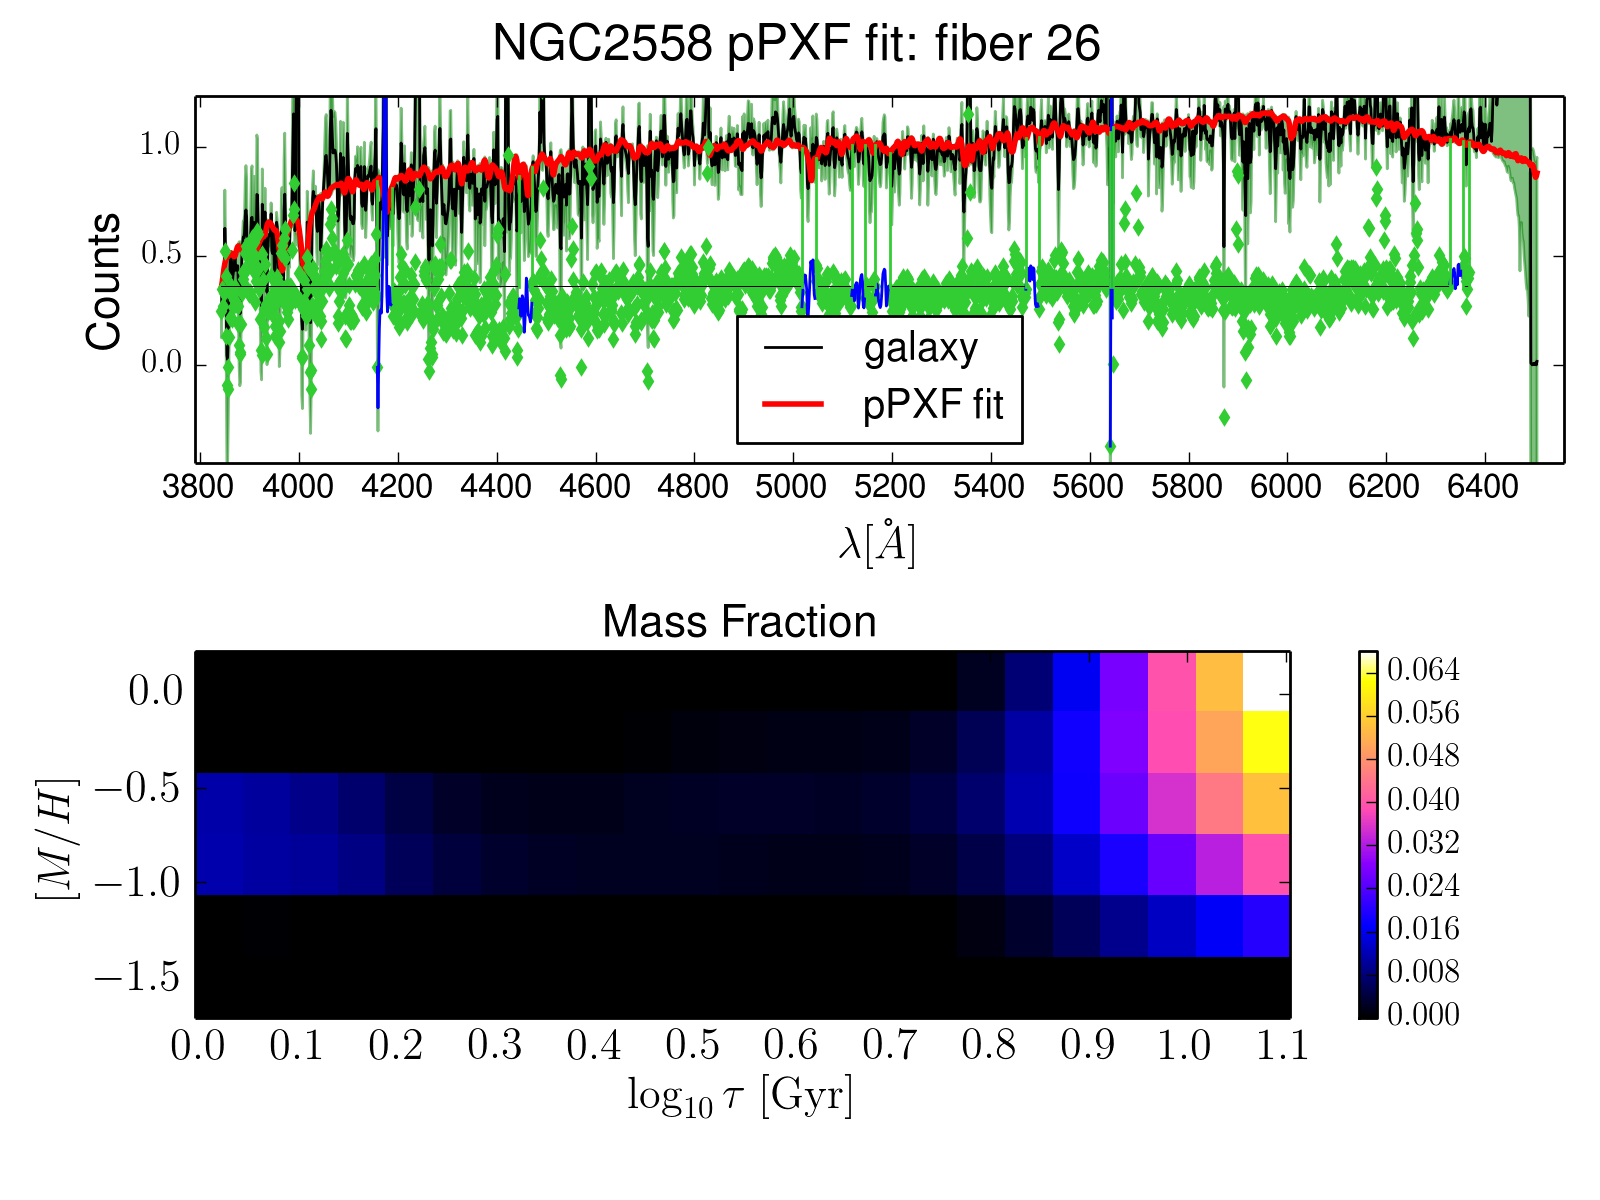 NGC2558 pPXF fit: fiber 26
Counts
1.0
0.5
0.0
galaxy
pPXF fit
3800 4000 4200 4400 4600 4800 5000 5200 5400 5600 5800 6000 6200 6400
λ[Å]
Mass Fraction
[M/H]
0.0
−0.5
−1.0
−1.5
0.0 0.1 0.2 0.3 0.4 0.5 0.6 0.7 0.8 0.9 1.0 1.1
log₁₀ τ [Gyr]
0.064
0.056
0.048
0.040
0.032
0.024
0.016
0.008
0.000